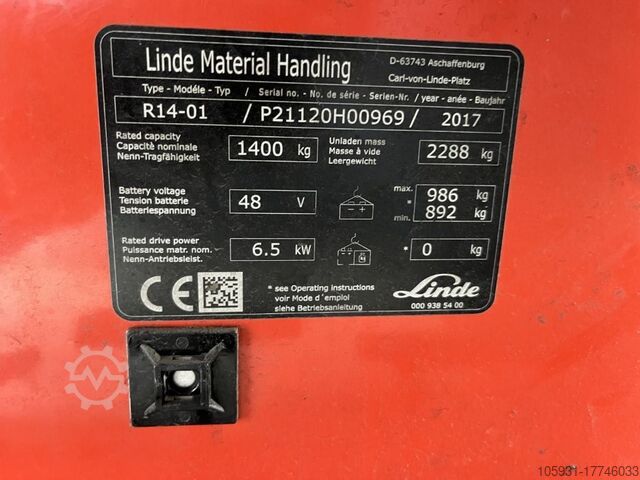 Linde Material Handling
D-63743 Aschaffenburg
Carl-von-Linde-Platz
Type - Modéle - Typ / Serial no. - No. de série - Serien-Nr. / year - anée - Baujahr
R14-01 / P21120H00969 / 2017
Rated capacity
Capacité nominale
Nenn-Tragfähigkeit
1400 kg
Unladen mass
Masse à vide
Leergewicht
2288 kg
Battery voltage
Tension batterie
Batteriespannung
48 V
max. * 986 kg
min. * 892 kg
Rated drive power
Puissance matr. nom.
Nenn-Antriebsleist.
6.5 kW
* 0 kg
CE
* see Operating instructions
voir Mode d´emploi
siehe Betriebsanleitung
Linde
000 938 54 00
105931-17746033